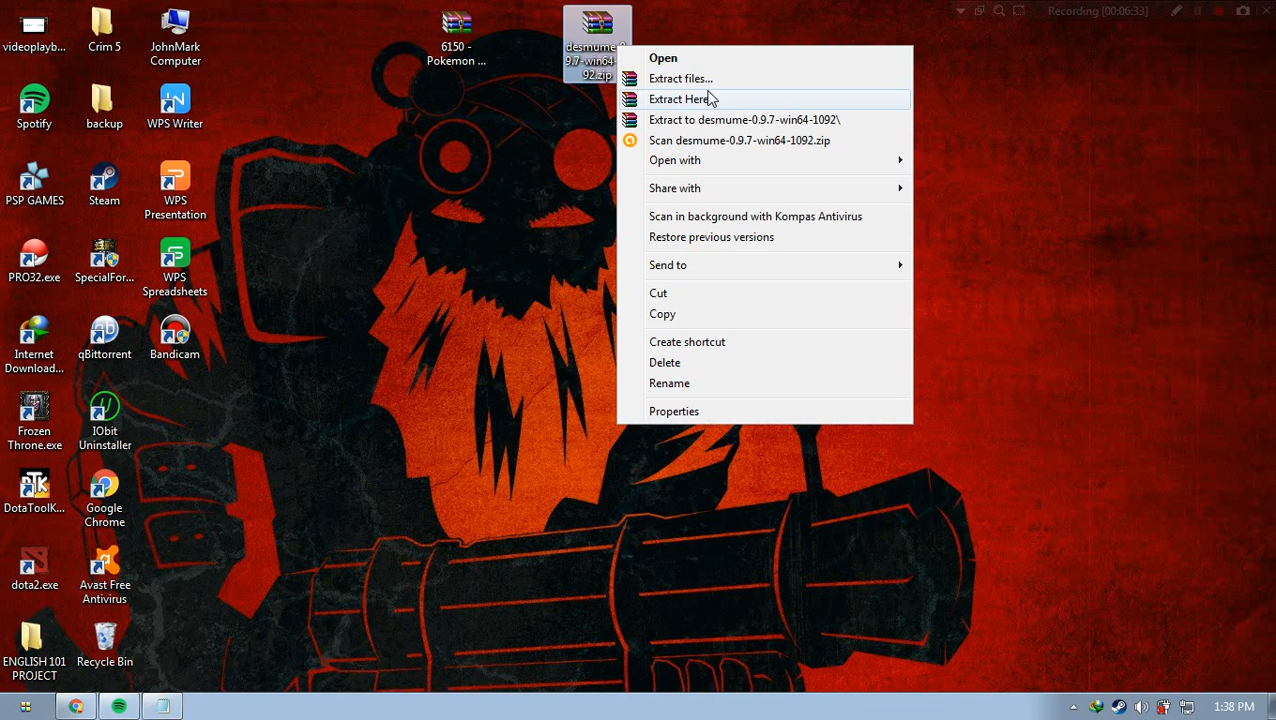 Recording [00:06:33]
videoplayb...
Crim 5
JohnMark
Computer
6150 -
Pokemon ...
desmume-0.
9.7-win64-
92.zip
Spotify
backup
WPS Writer
PSP GAMES
Steam
WPS
Presentation
PRO32.exe
SpecialFor...
WPS
Spreadsheets
Internet
Download...
qBittorrent
Bandicam
Frozen
Throne.exe
IObit
Uninstaller
DotaToolK...
Google
Chrome
dota2.exe
Avast Free
Antivirus
ENGLISH 101
PROJECT
Recycle Bin
Open
Extract files...
Extract Here
Extract to desmume-0.9.7-win64-1092\
Scan desmume-0.9.7-win64-1092.zip
Open with
Share with
Scan in background with Kompas Antivirus
Restore previous versions
Send to
Cut
Copy
Create shortcut
Delete
Rename
Properties
1:38 PM